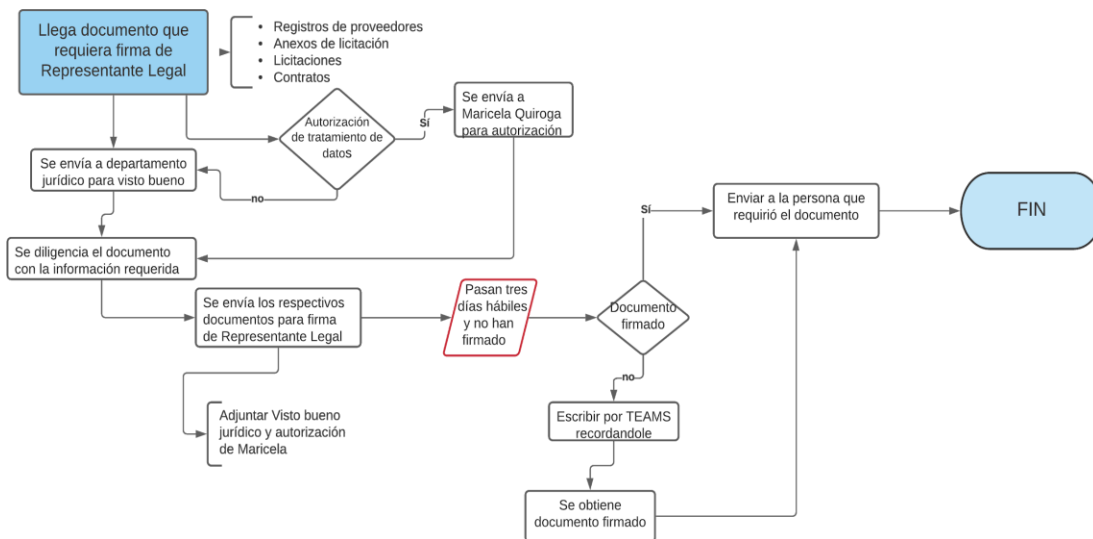 Llega documento que
requiera firma de
Representante Legal
• Registros de proveedores
• Anexos de licitación
• Licitaciones
• Contratos
Autorización
de tratamiento de
datos
Sí
Se envía a
Maricela Quiroga
para autorización
Se envía a departamento
jurídico para visto bueno
no
Se diligencia el documento
con la información requerida
Se envía los respectivos
documentos para firma
de Representante Legal
Adjuntar Visto bueno
jurídico y autorización
de Maricela
Pasan tres
días hábiles
y no han
firmado
Documento
firmado
Sí
Enviar a la persona que
requirió el documento
FIN
no
Escribir por TEAMS
recordandole
Se obtiene
documento firmado